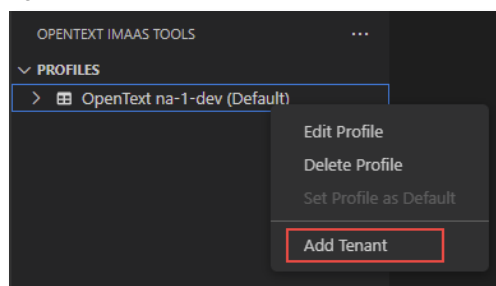 OPENTEXT IMAAS TOOLS
PROFILES
OpenText na-1-dev (Default)
Edit Profile
Delete Profile
Set Profile as Default
Add Tenant